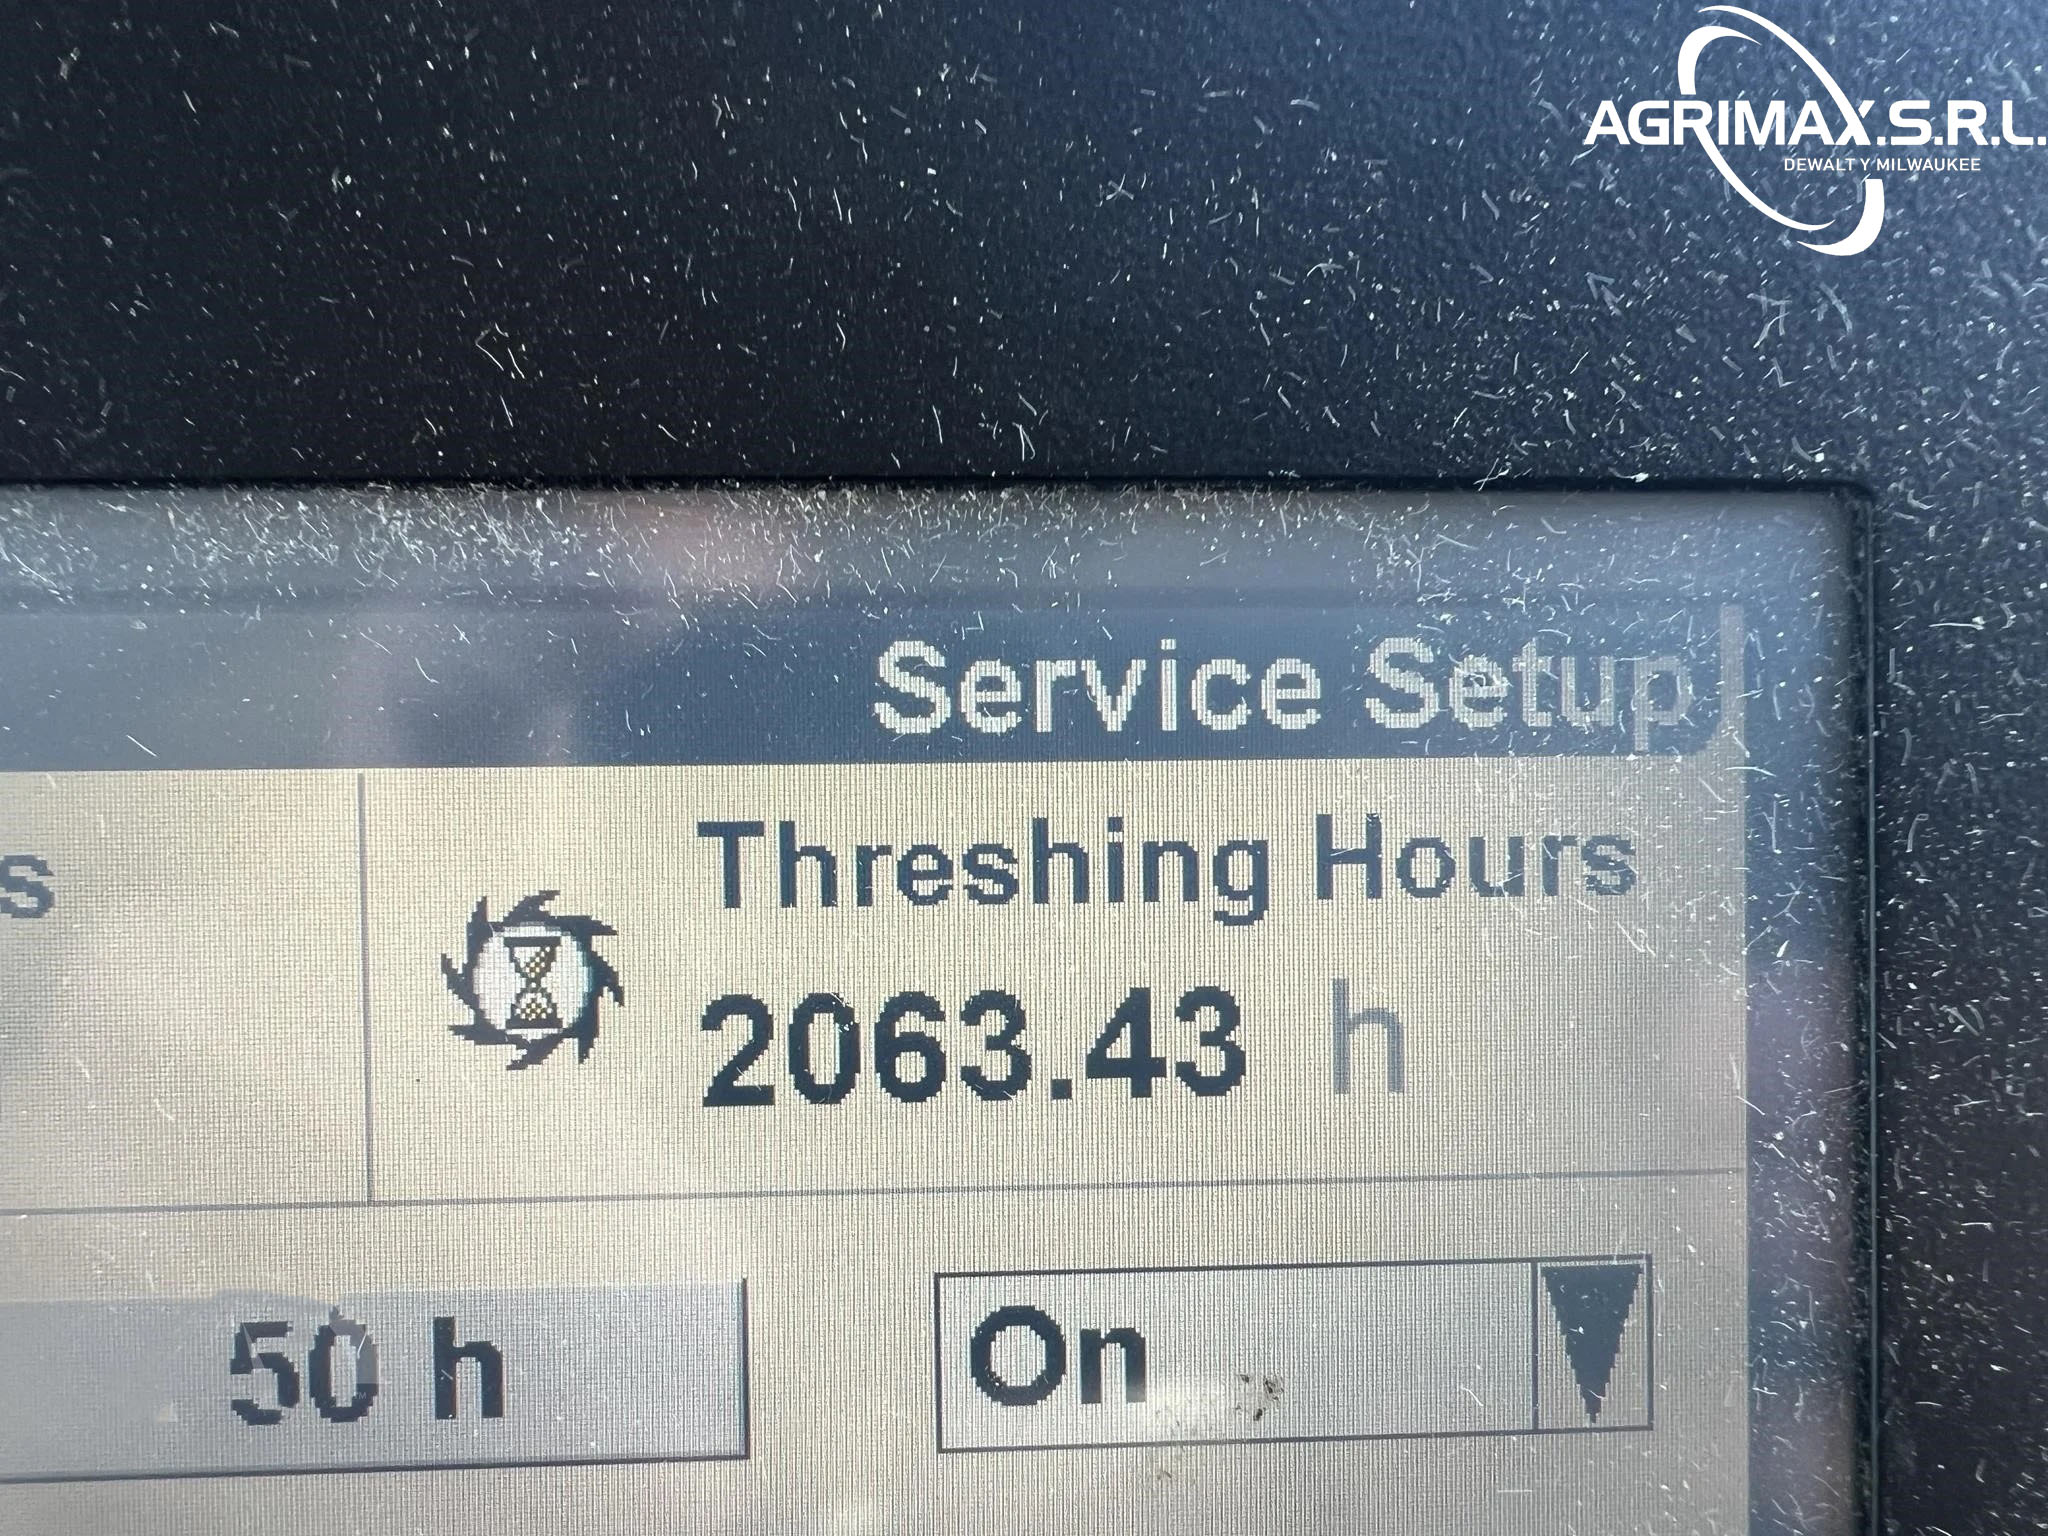 AGRIMAX.S.R.L.
DEWALT Y MILWAUKEE
Service Setup
s
Threshing Hours
2063.43 h
50 h
On